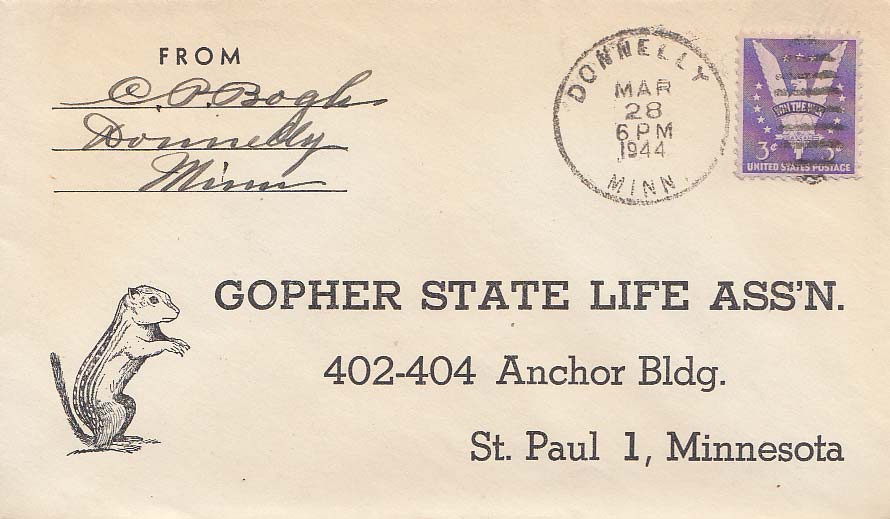 FROM
C. P. Bogh
Donnelly
Minn
DONNELLY
MAR
28
6 PM
1944
MINN.
WIN THE WAR
3¢ 3¢
UNITED STATES POSTAGE
GOPHER STATE LIFE ASS'N.
402-404 Anchor Bldg.
St. Paul 1, Minnesota